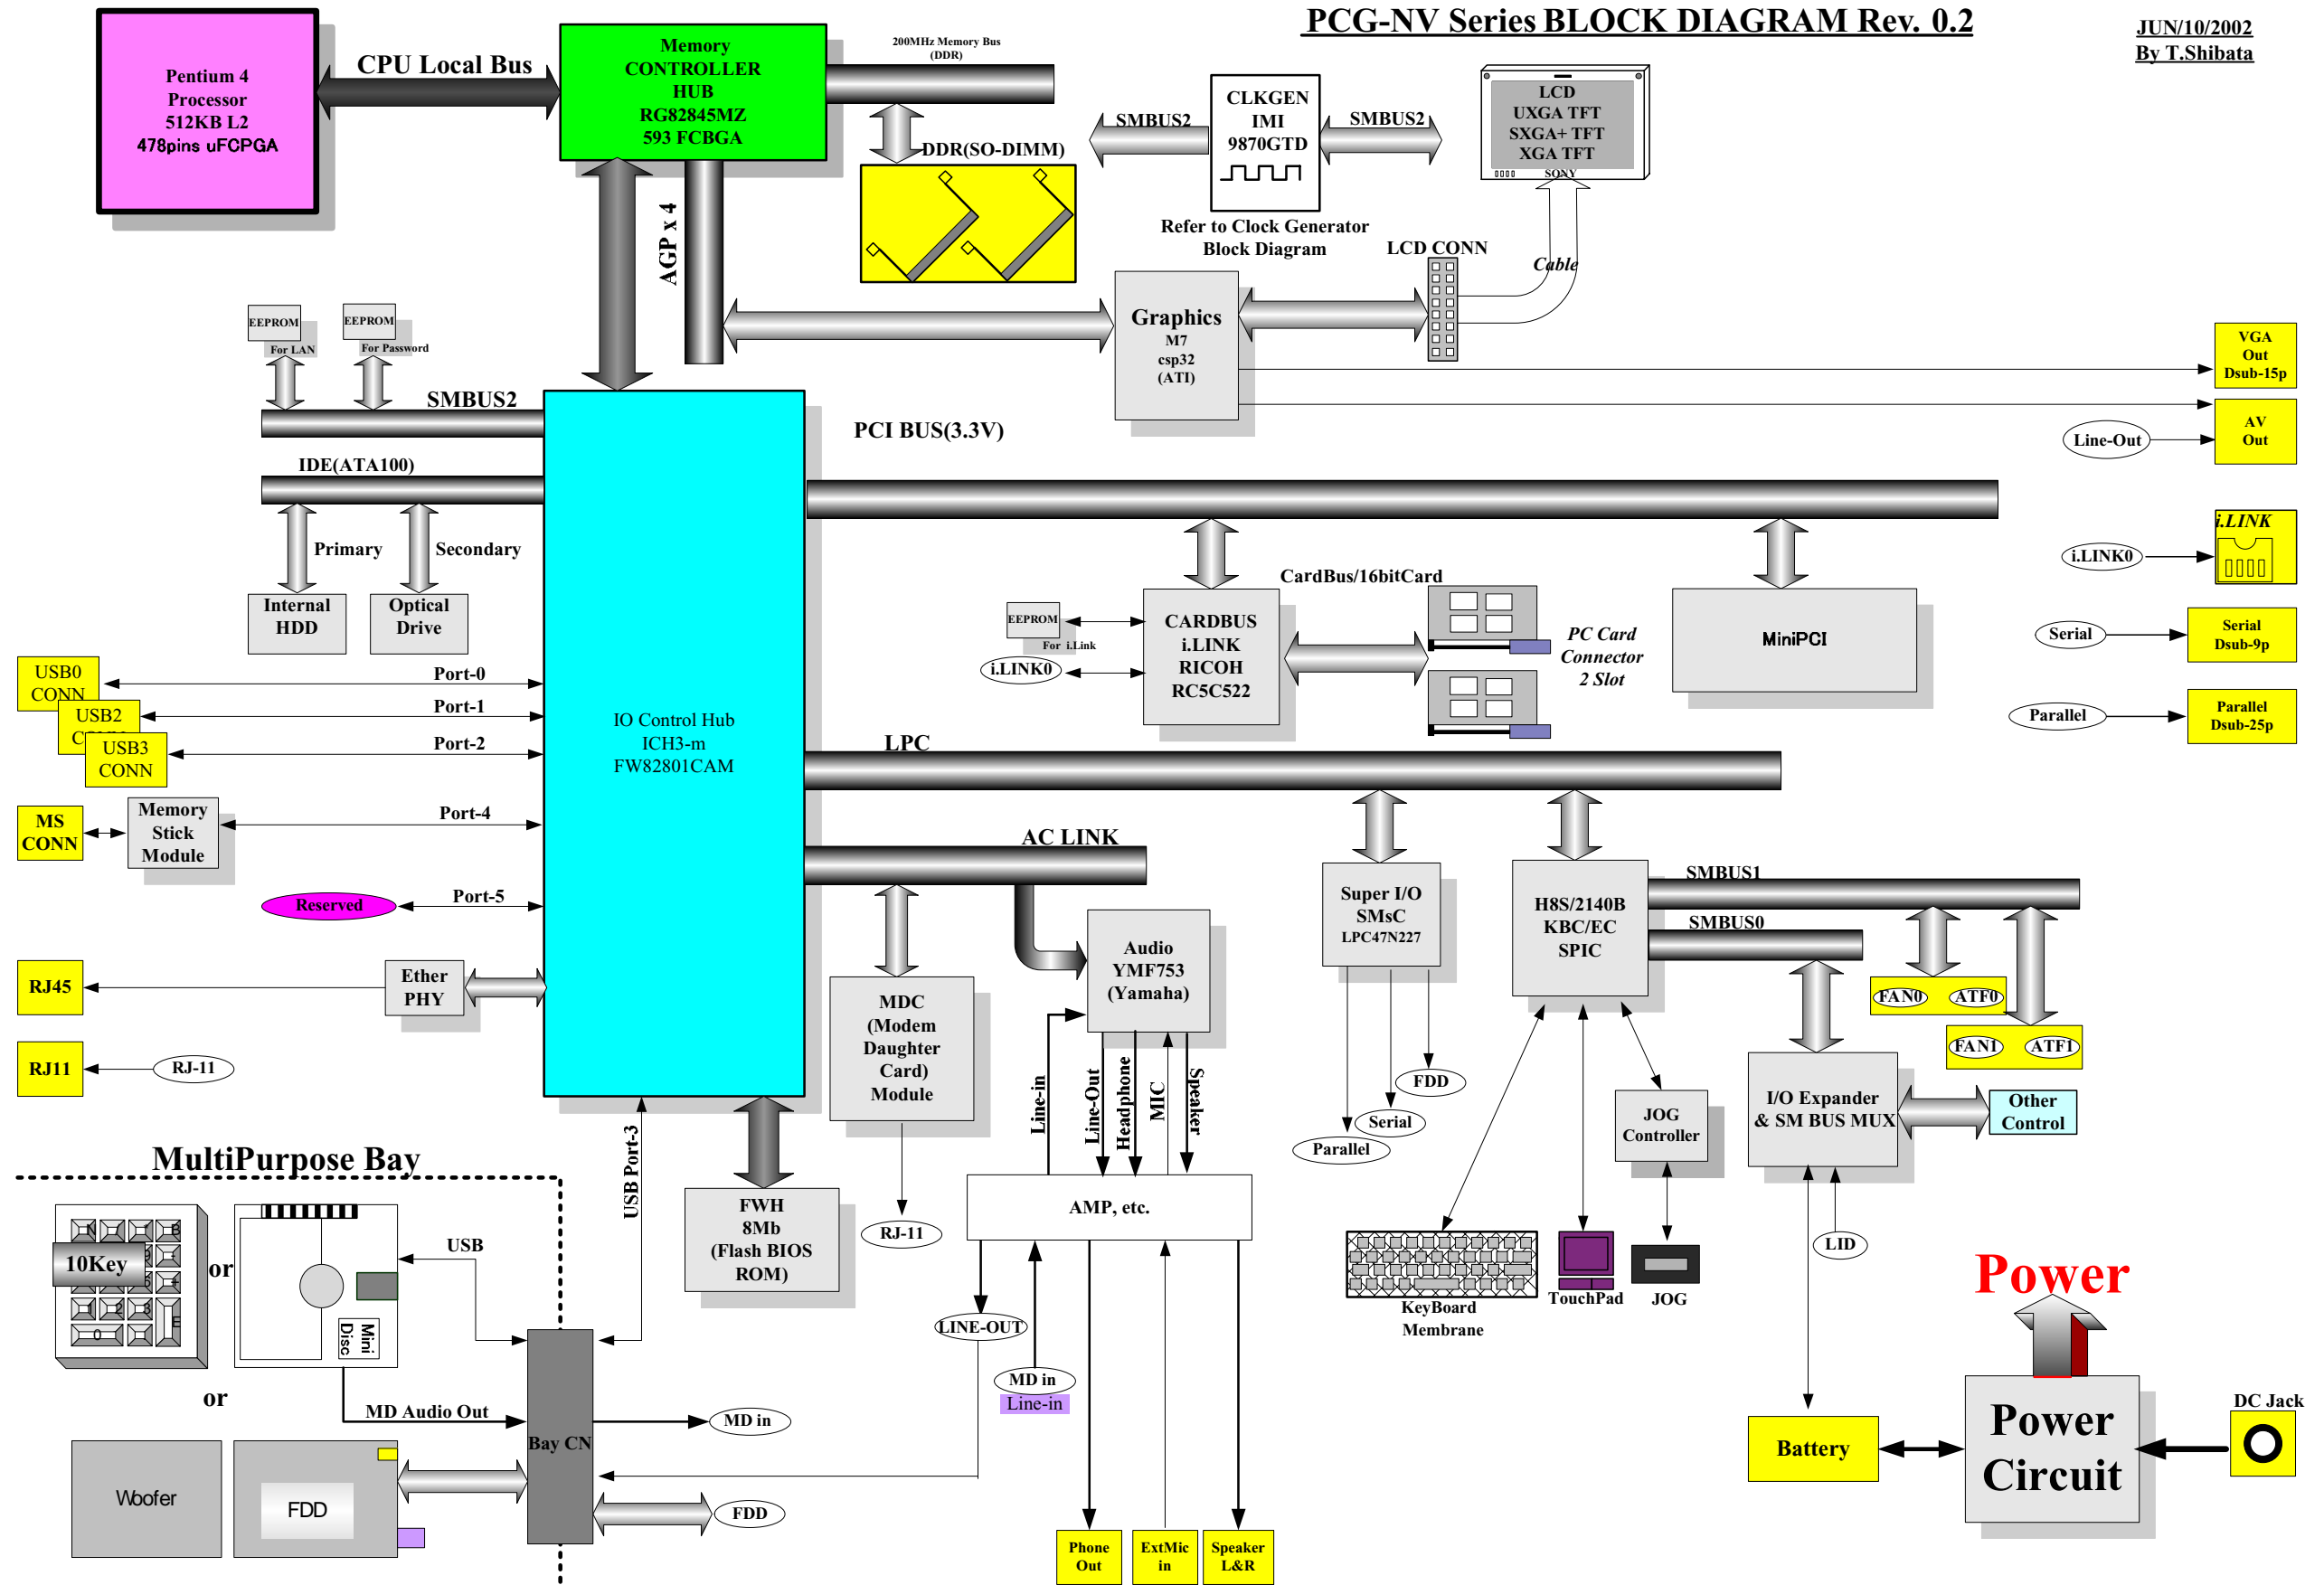 PCG-NV Series BLOCK DIAGRAM Rev. 0.2
JUN/10/2002
By T.Shibata
Pentium 4
Processor
512KB L2
478pins uFCPGA
CPU Local Bus
Memory
CONTROLLER
HUB
RG82845MZ
593 FCBGA
200MHz Memory Bus
(DDR)
DDR(SO-DIMM)
AGP x 4
SMBUS2
CLKGEN
IMI
9870GTD
SMBUS2
Refer to Clock Generator
Block Diagram
LCD
UXGA TFT
SXGA+ TFT
XGA TFT
SONY
LCD CONN
Cable
Graphics
M7
csp32
(ATI)
VGA
Out
Dsub-15p
Line-Out
AV
Out
i.LINK
i.LINK0
Serial
Serial
Dsub-9p
Parallel
Parallel
Dsub-25p
EEPROM
For LAN
EEPROM
For Password
SMBUS2
IDE(ATA100)
Primary
Secondary
Internal
HDD
Optical
Drive
PCI BUS(3.3V)
IO Control Hub
ICH3-m
FW82801CAM
USB0
CONN
Port-0
USB2
Port-1
USB3
CONN
Port-2
MS
CONN
Memory
Stick
Module
Port-4
Reserved
Port-5
RJ45
Ether
PHY
RJ11
RJ-11
EEPROM
For i.Link
i.LINK0
CARDBUS
i.LINK
RICOH
RC5C522
CardBus/16bitCard
PC Card
Connector
2 Slot
MiniPCI
LPC
AC LINK
Super I/O
SMsC
LPC47N227
Parallel
Serial
FDD
H8S/2140B
KBC/EC
SPIC
SMBUS1
SMBUS0
FAN0
ATF0
FAN1
ATF1
I/O Expander
& SM BUS MUX
Other
Control
LID
JOG
Controller
KeyBoard
Membrane
TouchPad
JOG
MDC
(Modem
Daughter
Card)
Module
RJ-11
Audio
YMF753
(Yamaha)
Line-in
Line-Out
Headphone
MIC
Speaker
AMP, etc.
LINE-OUT
MD in
Line-in
Phone
Out
ExtMic
in
Speaker
L&R
FWH
8Mb
(Flash BIOS
ROM)
USB Port-3
MultiPurpose Bay
10Key
or
Mini
Disc
USB
or
MD Audio Out
Woofer
FDD
Bay CN
MD in
FDD
Power
Power
Circuit
Battery
DC Jack